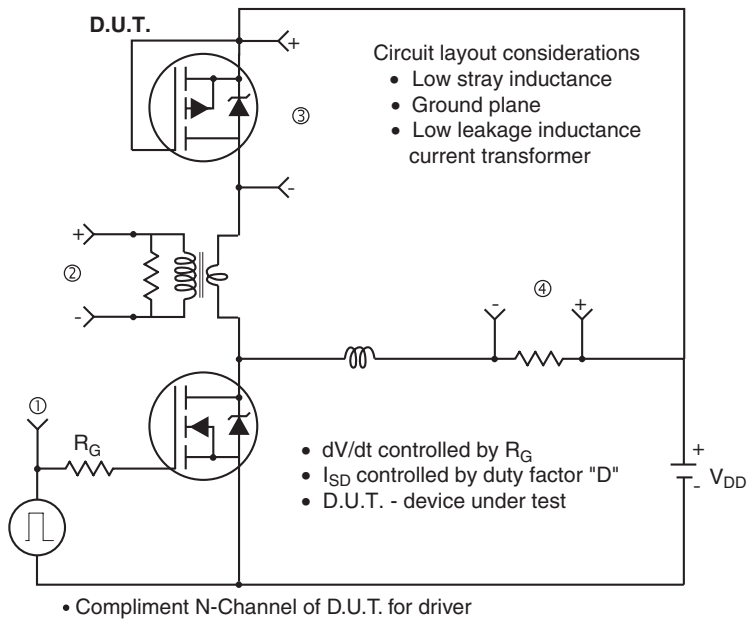 D.U.T.
+
Circuit layout considerations
• Low stray inductance
• Ground plane
• Low leakage inductance
current transformer
③
-
+
②
-
④
- +
①
R_G
• dV/dt controlled by R_G
• I_SD controlled by duty factor "D"
• D.U.T. - device under test
+
- V_DD
• Compliment N-Channel of D.U.T. for driver